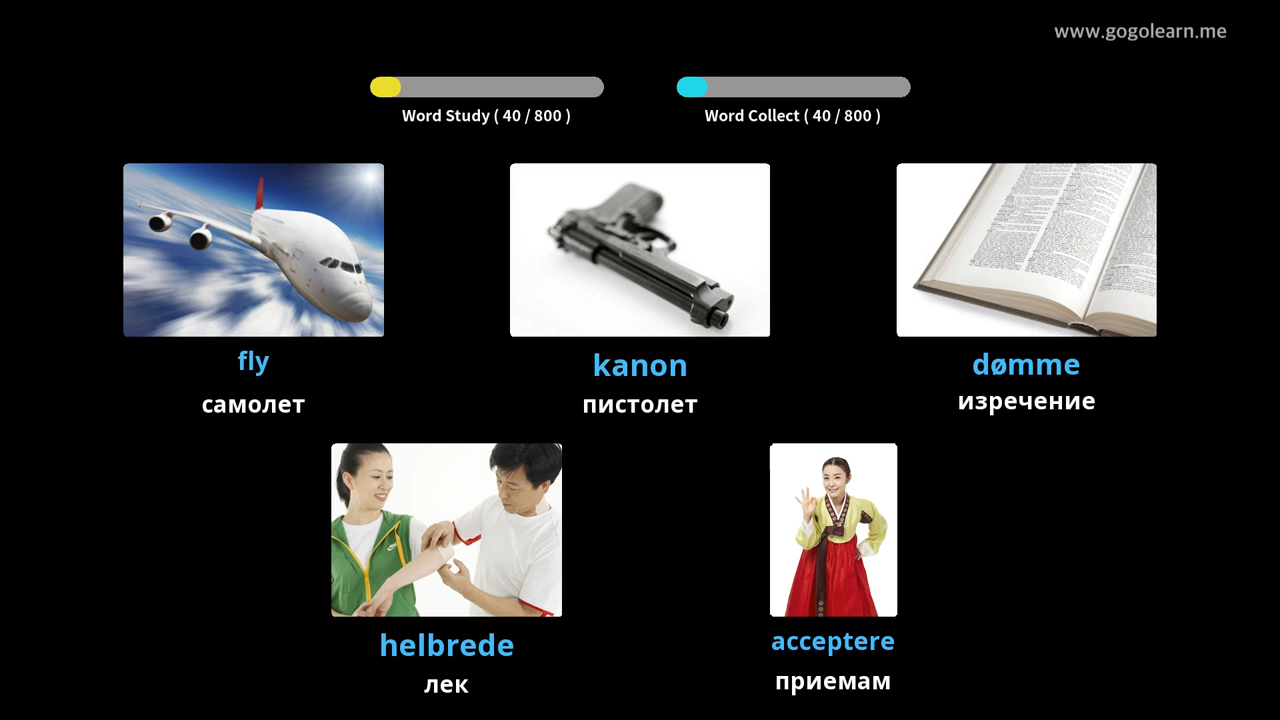 www.gogolearn.me
Word Study ( 40 / 800 )
Word Collect ( 40 / 800 )
fly
самолет
kanon
пистолет
dømme
изречение
helbrede
лек
acceptere
приемам